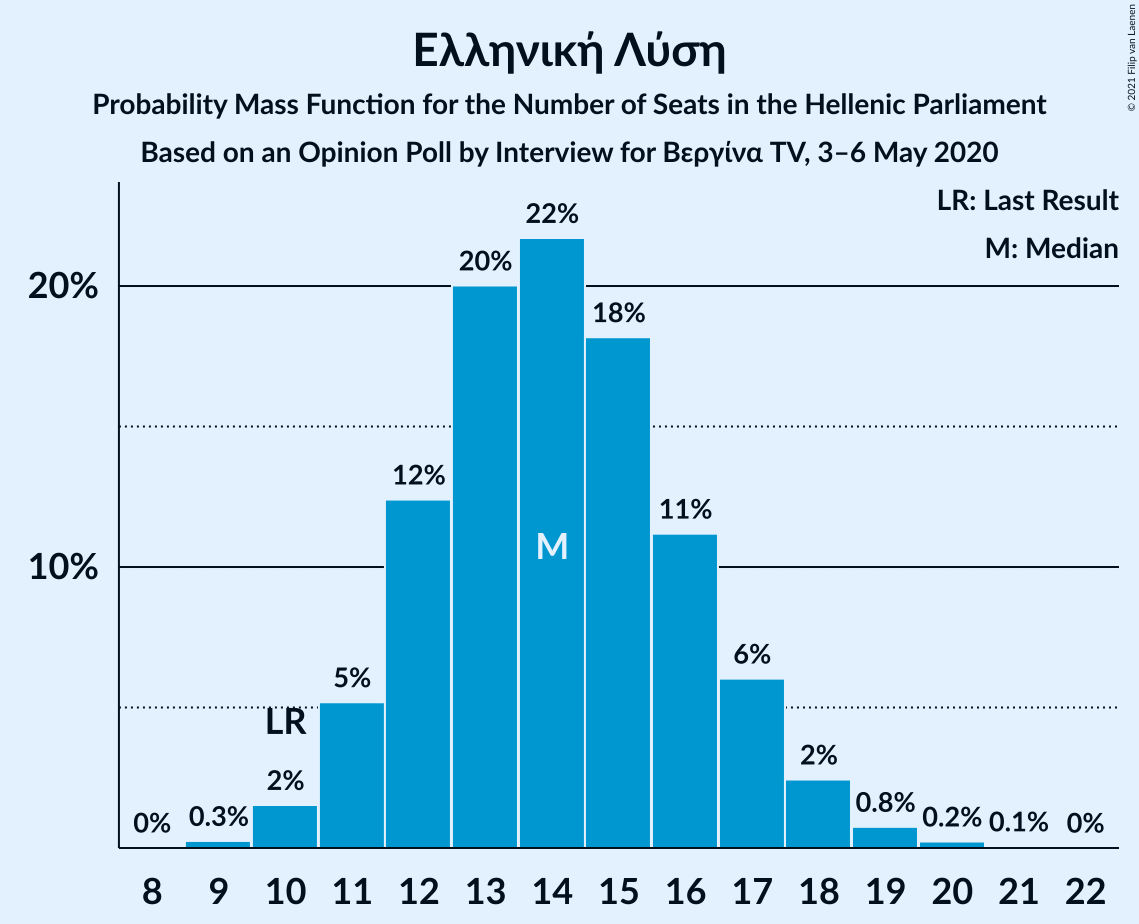 © 2021 Filip van Laenen
Ελληνική Λύση
Probability Mass Function for the Number of Seats in the Hellenic Parliament
Based on an Opinion Poll by Interview for Βεργίνα TV, 3–6 May 2020
LR: Last Result
M: Median
22%
20%
20%
18%
12%
11%
M
10%
6%
5%
LR
2%
2%
0%
0.3%
0.8%
0.2%
0.1%
0%
8 9 10 11 12 13 14 15 16 17 18 19 20 21 22